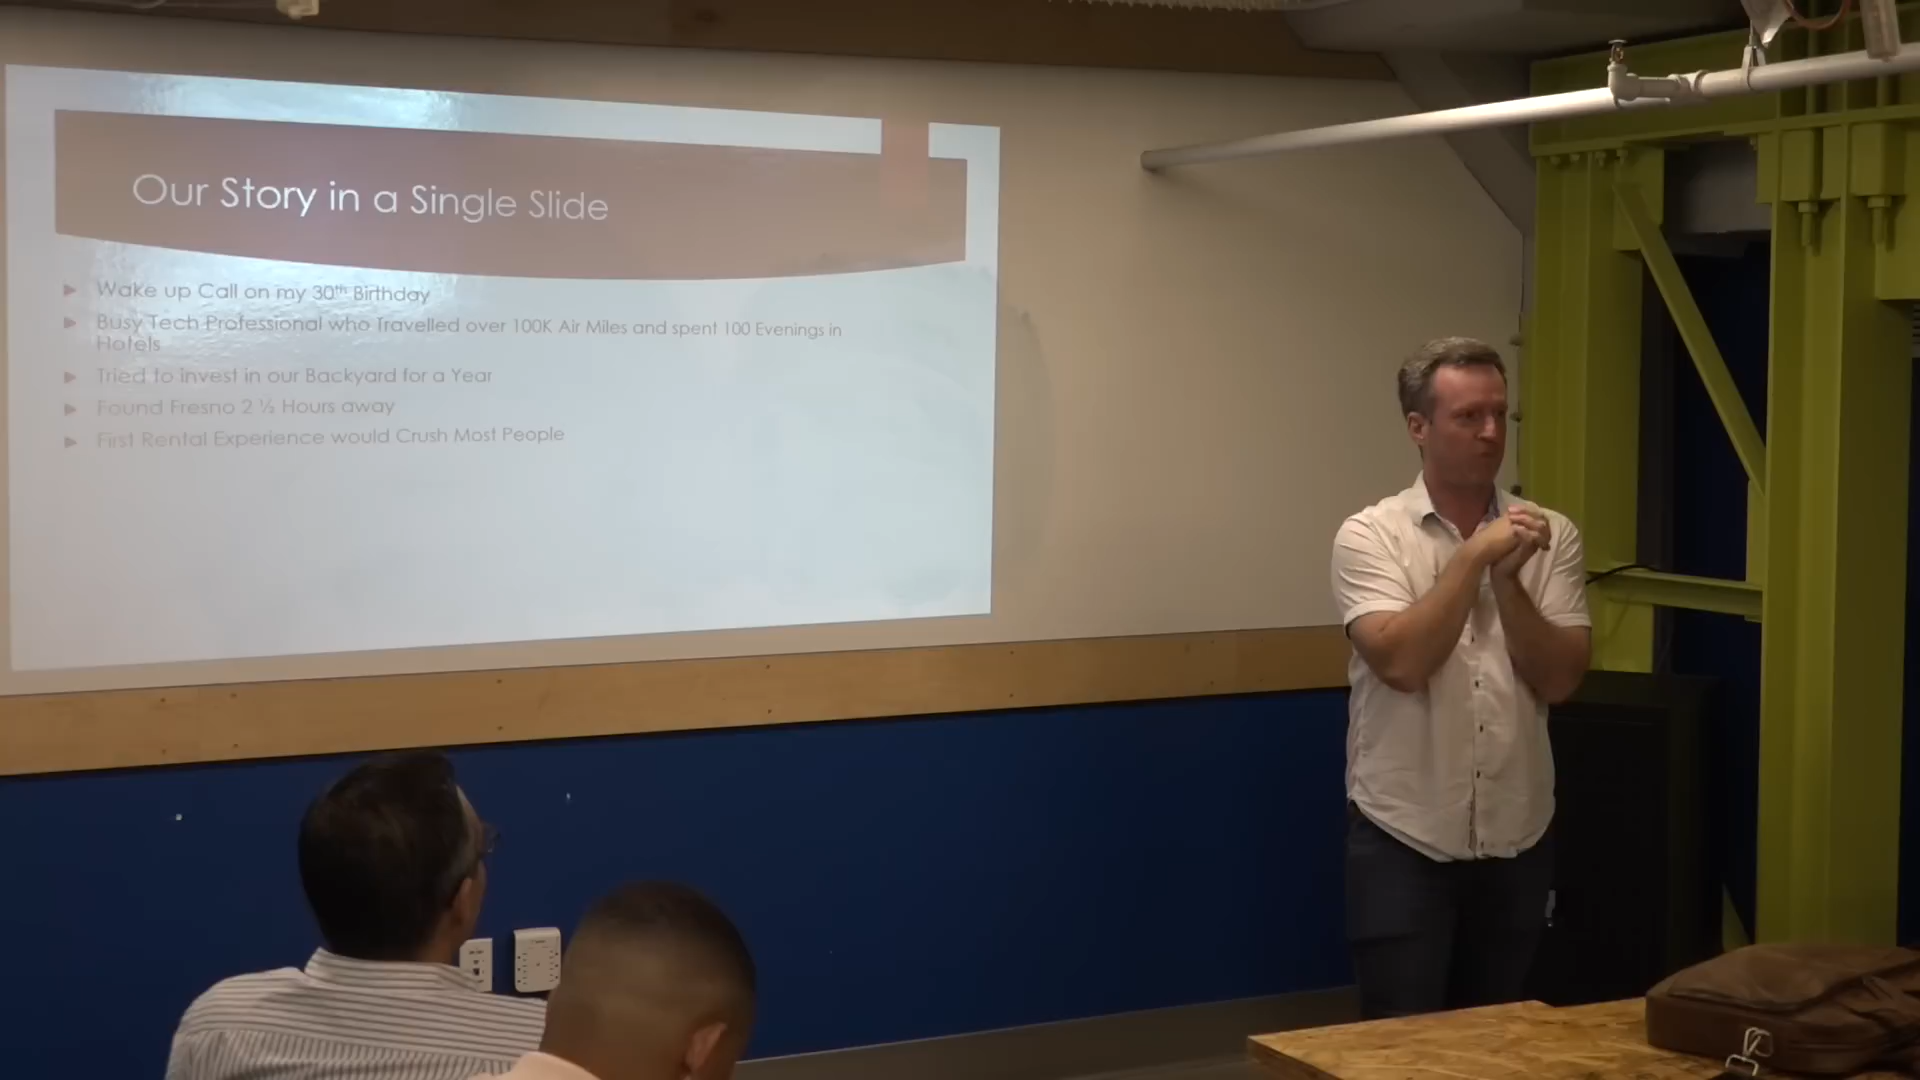 Our Story in a Single Slide
Wake up Call on my 30th Birthday
Busy Tech Professional who Travelled over 100K Air Miles and spent 100 Evenings in
Hotels
Tried to invest in our Backyard for a Year
Found Fresno 2 ½ Hours away
First Rental Experience would Crush Most People